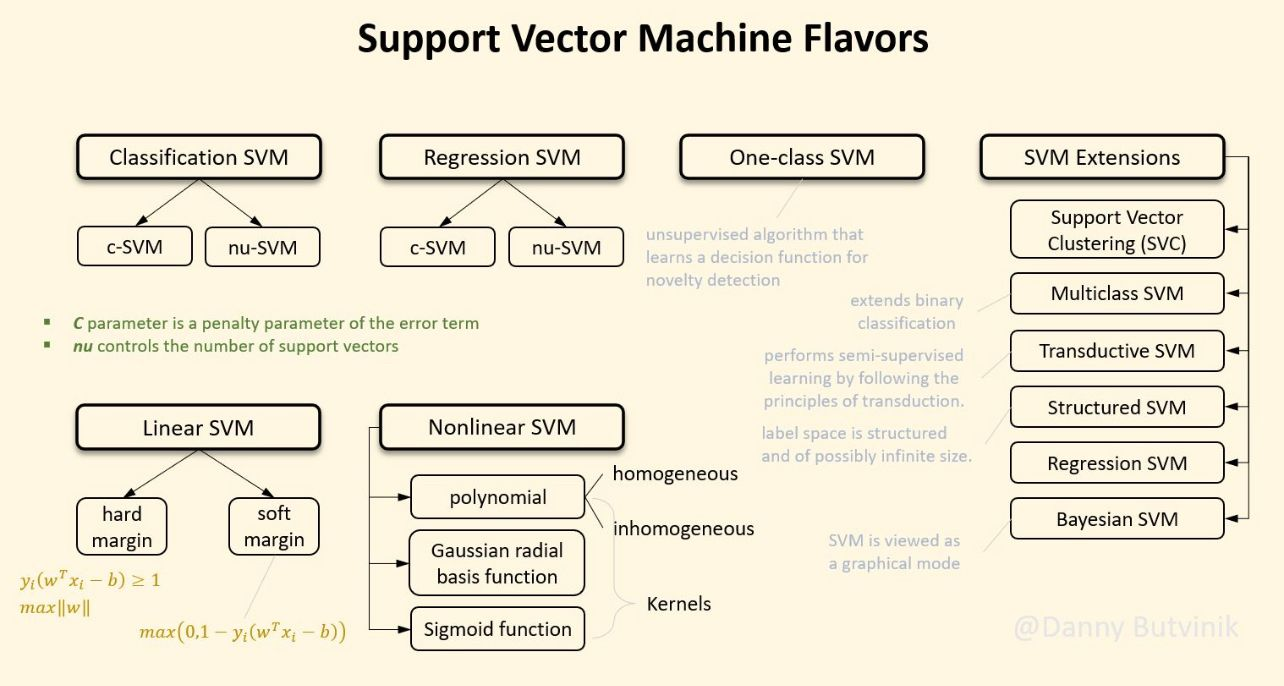 Support Vector Machine Flavors
Classification SVM
c-SVM
nu-SVM
Regression SVM
c-SVM
nu-SVM
One-class SVM
unsupervised algorithm that
learns a decision function for
novelty detection
SVM Extensions
Support Vector
Clustering (SVC)
Multiclass SVM
extends binary
classification
Transductive SVM
performs semi-supervised
learning by following the
principles of transduction.
Structured SVM
label space is structured
and of possibly infinite size.
Regression SVM
Bayesian SVM
SVM is viewed as
a graphical mode
▪ C parameter is a penalty parameter of the error term
▪ nu controls the number of support vectors
Linear SVM
hard
margin
soft
margin
yᵢ(wᵀxᵢ − b) ≥ 1
max‖w‖
max(0,1 − yᵢ(wᵀxᵢ − b))
Nonlinear SVM
polynomial
homogeneous
inhomogeneous
Gaussian radial
basis function
Sigmoid function
Kernels
@Danny Butvinik